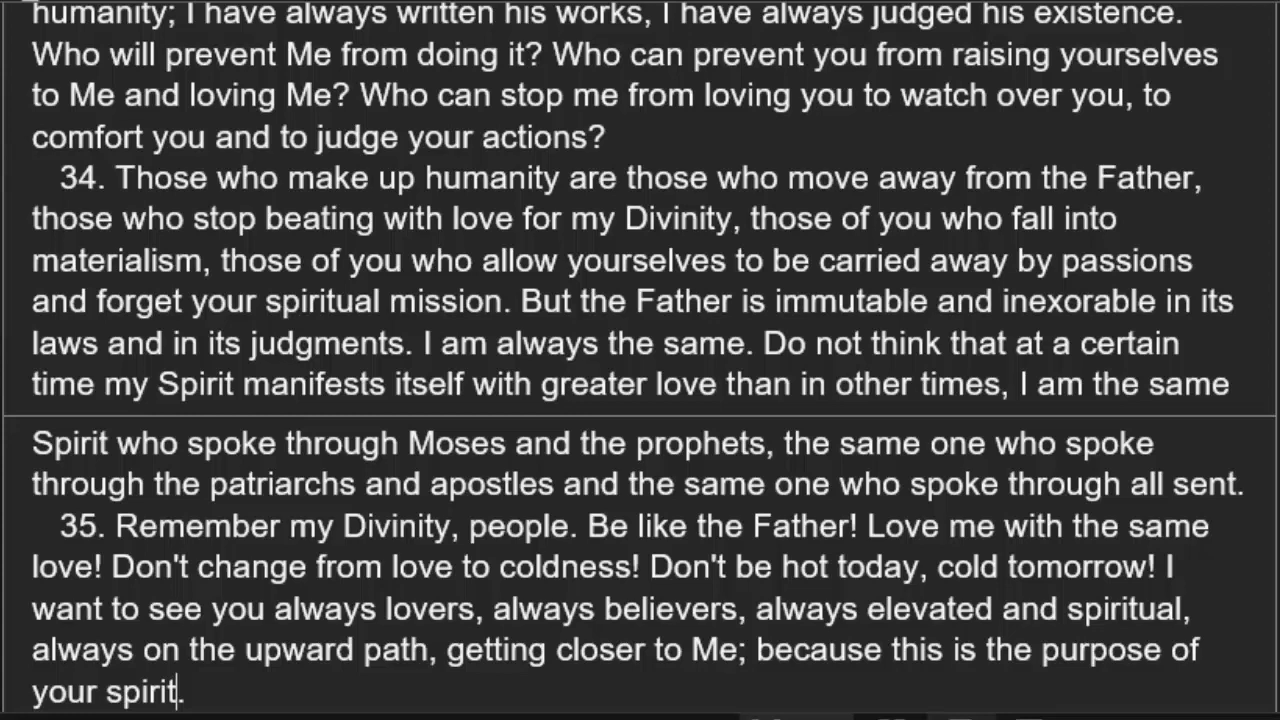 humanity; I have always written his works, I have always judged his existence.
Who will prevent Me from doing it? Who can prevent you from raising yourselves
to Me and loving Me? Who can stop me from loving you to watch over you, to
comfort you and to judge your actions?
34. Those who make up humanity are those who move away from the Father,
those who stop beating with love for my Divinity, those of you who fall into
materialism, those of you who allow yourselves to be carried away by passions
and forget your spiritual mission. But the Father is immutable and inexorable in its
laws and in its judgments. I am always the same. Do not think that at a certain
time my Spirit manifests itself with greater love than in other times, I am the same
Spirit who spoke through Moses and the prophets, the same one who spoke
through the patriarchs and apostles and the same one who spoke through all sent.
35. Remember my Divinity, people. Be like the Father! Love me with the same
love! Don't change from love to coldness! Don't be hot today, cold tomorrow! I
want to see you always lovers, always believers, always elevated and spiritual,
always on the upward path, getting closer to Me; because this is the purpose of
your spirit.